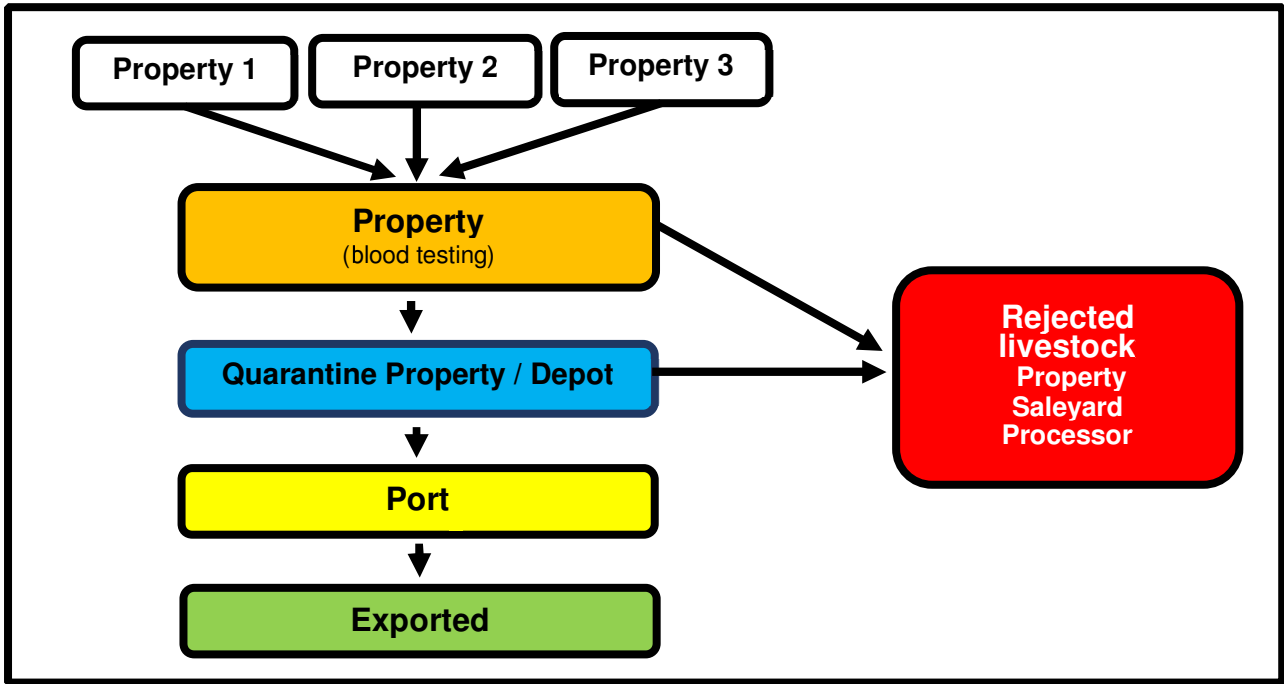 Property 1
Property 2
Property 3
Property
(blood testing)
Quarantine Property / Depot
Port
Exported
Rejected
livestock
Property
Saleyard
Processor